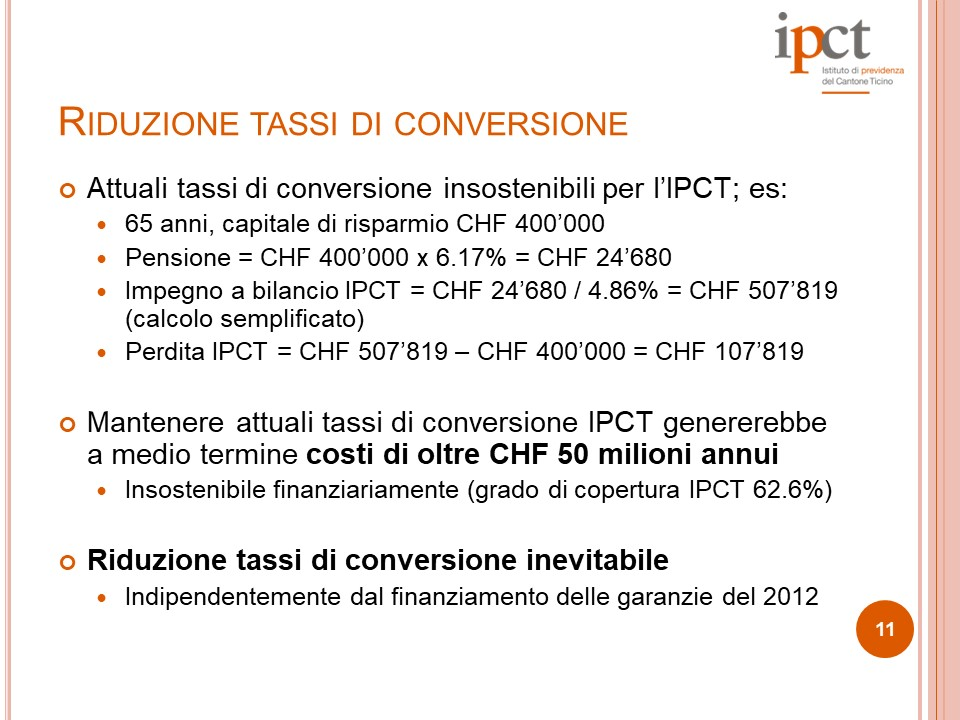 ipct
Istituto di previdenza
del Cantone Ticino
RIDUZIONE TASSI DI CONVERSIONE
Attuali tassi di conversione insostenibili per l'IPCT; es:
65 anni, capitale di risparmio CHF 400'000
Pensione = CHF 400'000 x 6.17% = CHF 24'680
Impegno a bilancio IPCT = CHF 24'680 / 4.86% = CHF 507'819
(calcolo semplificato)
Perdita IPCT = CHF 507'819 – CHF 400'000 = CHF 107'819
Mantenere attuali tassi di conversione IPCT genererebbe
a medio termine costi di oltre CHF 50 milioni annui
Insostenibile finanziariamente (grado di copertura IPCT 62.6%)
Riduzione tassi di conversione inevitabile
Indipendentemente dal finanziamento delle garanzie del 2012
11